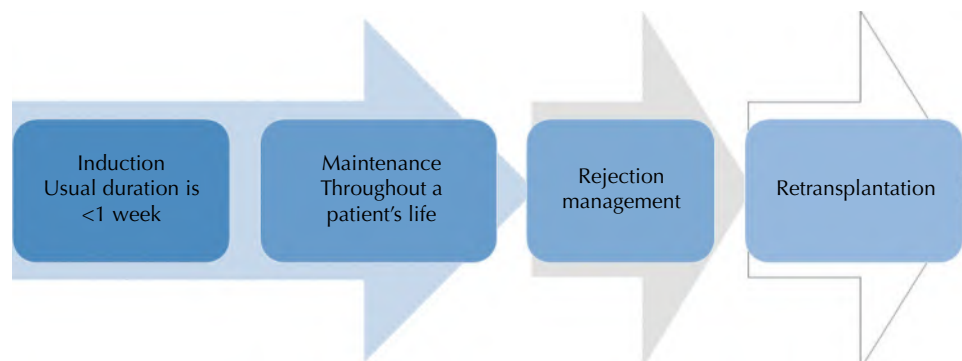 Induction
Usual duration is
<1 week
Maintenance
Throughout a
patient's life
Rejection
management
Retransplantation